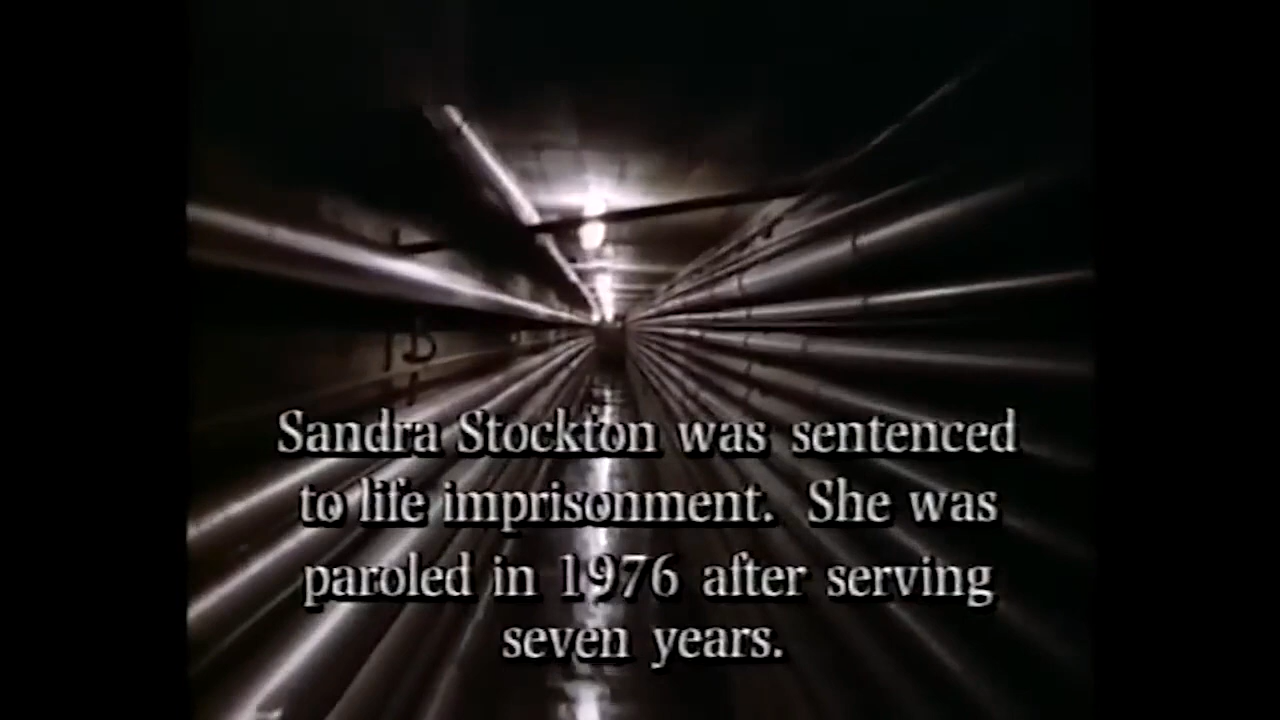 Sandra Stockton was sentenced
to life imprisonment. She was
paroled in 1976 after serving
seven years.